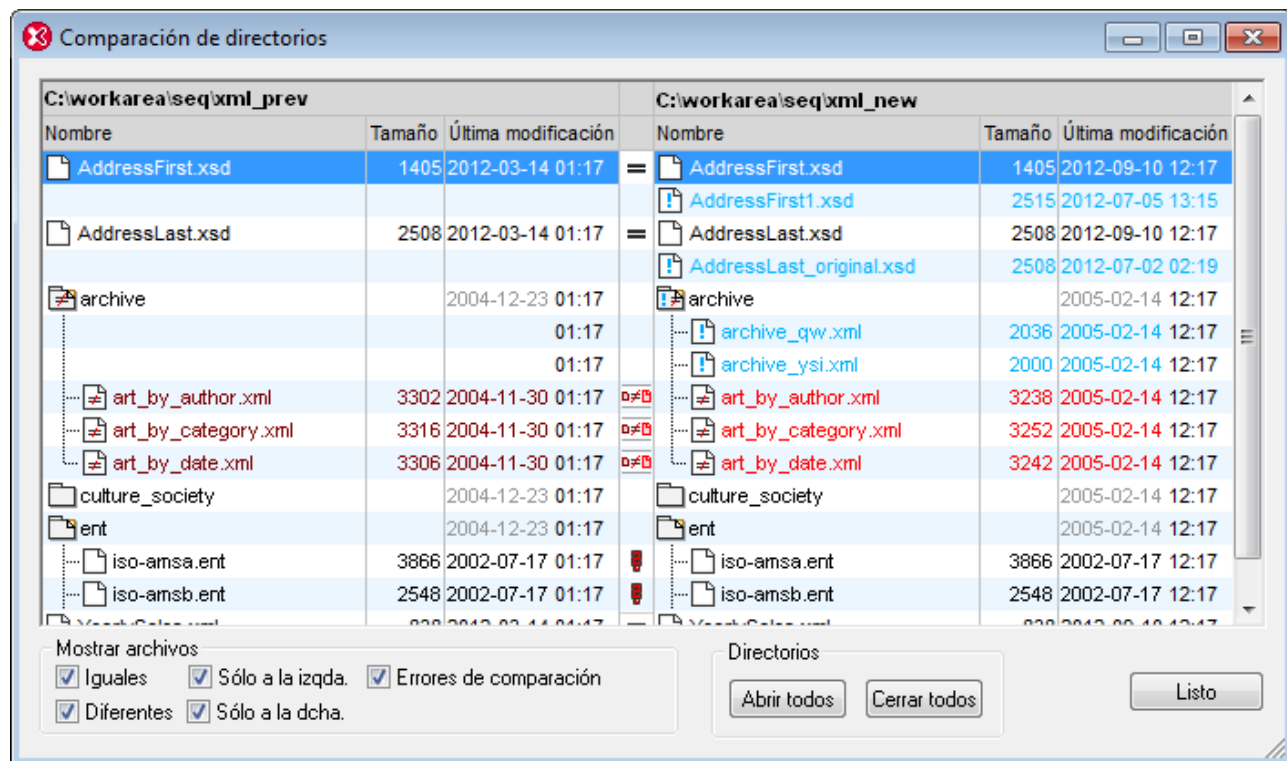 Comparación de directorios
C:\workarea\seq\xml_prev C:\workarea\seq\xml_new
Nombre Tamaño Última modificación Nombre Tamaño Última modificación
AddressFirst.xsd 1405 2012-03-14 01:17 = AddressFirst.xsd 1405 2012-09-10 12:17
AddressFirst1.xsd 2515 2012-07-05 13:15
AddressLast.xsd 2508 2012-03-14 01:17 = AddressLast.xsd 2508 2012-09-10 12:17
AddressLast_original.xsd 2508 2012-07-02 02:19
archive 2004-12-23 01:17 archive 2005-02-14 12:17
01:17 archive_qw.xml 2036 2005-02-14 12:17
01:17 archive_ysi.xml 2000 2005-02-14 12:17
art_by_author.xml 3302 2004-11-30 01:17 ≠ art_by_author.xml 3238 2005-02-14 12:17
art_by_category.xml 3316 2004-11-30 01:17 ≠ art_by_category.xml 3252 2005-02-14 12:17
art_by_date.xml 3306 2004-11-30 01:17 ≠ art_by_date.xml 3242 2005-02-14 12:17
culture_society 2004-12-23 01:17 culture_society 2005-02-14 12:17
ent 2004-12-23 01:17 ent 2005-02-14 12:17
iso-amsa.ent 3866 2002-07-17 01:17 iso-amsa.ent 3866 2002-07-17 12:17
iso-amsb.ent 2548 2002-07-17 01:17 iso-amsb.ent 2548 2002-07-17 12:17
Mostrar archivos Directorios
Iguales Sólo a la izqda. Errores de comparación
Abrir todos Cerrar todos Listo
Diferentes Sólo a la dcha.